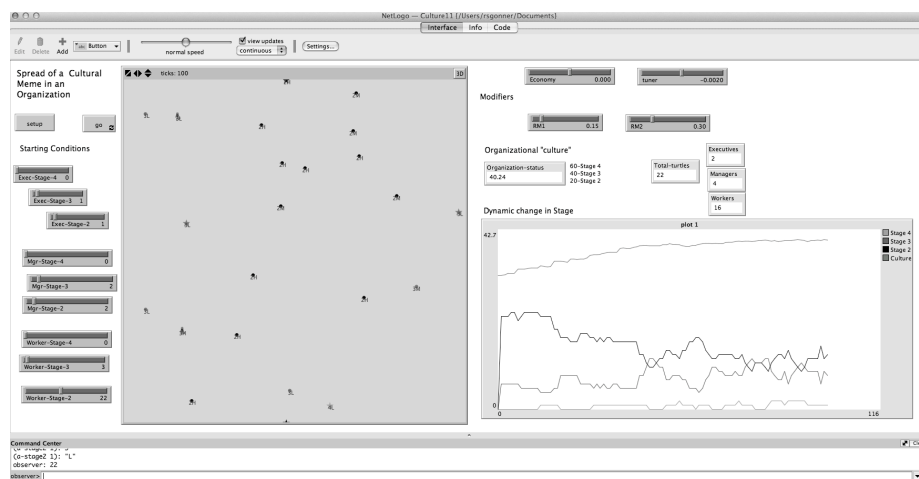 NetLogo — Culture11 [/Users/rsgonner/Documents]
Interface Info Code
Edit Delete Add
Button
normal speed
view updates
continuous
Settings...
Spread of a Cultural
Meme in an
Organization
setup
go
Starting Conditions
Exec-Stage-4 0
Exec-Stage-3 1
Exec-Stage-2 1
Mgr-Stage-4 0
Mgr-Stage-3 2
Mgr-Stage-2 2
Worker-Stage-4 0
Worker-Stage-3 3
Worker-Stage-2 22
ticks: 100
3D
Economy 0.000
tuner -0.0020
Modifiers
RM1 0.15
RM2 0.30
Organizational "culture"
Organization-status
40.24
60-Stage 4
40-Stage 3
20-Stage 2
Total-turtles
22
Executives
2
Managers
4
Workers
16
Dynamic change in Stage
plot 1
42.7
0
0
116
Stage 4
Stage 3
Stage 2
Culture
Command Center
(a-stage2 1): "L"
observer: 22
observer>